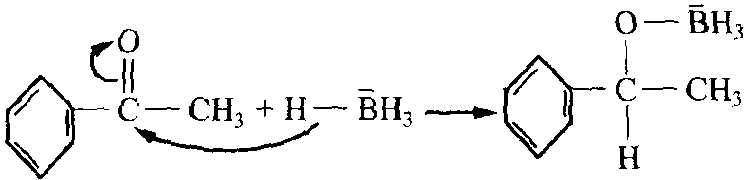 O
O — B̄H₃
C — CH₃ + H — B̄H₃
C — CH₃
H